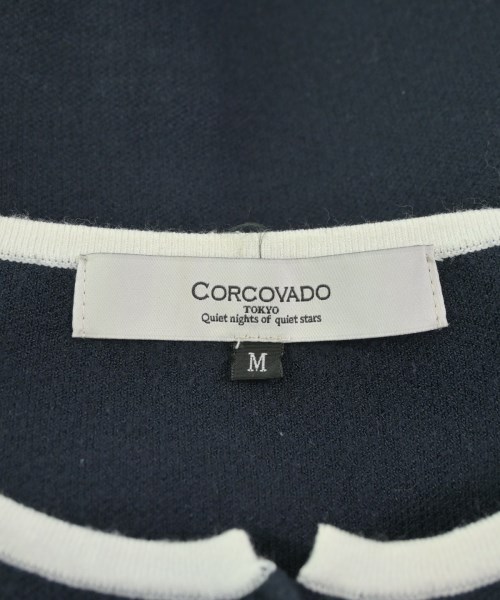 CORCOVADO
TOKYO
Quiet nights of quiet stars
M